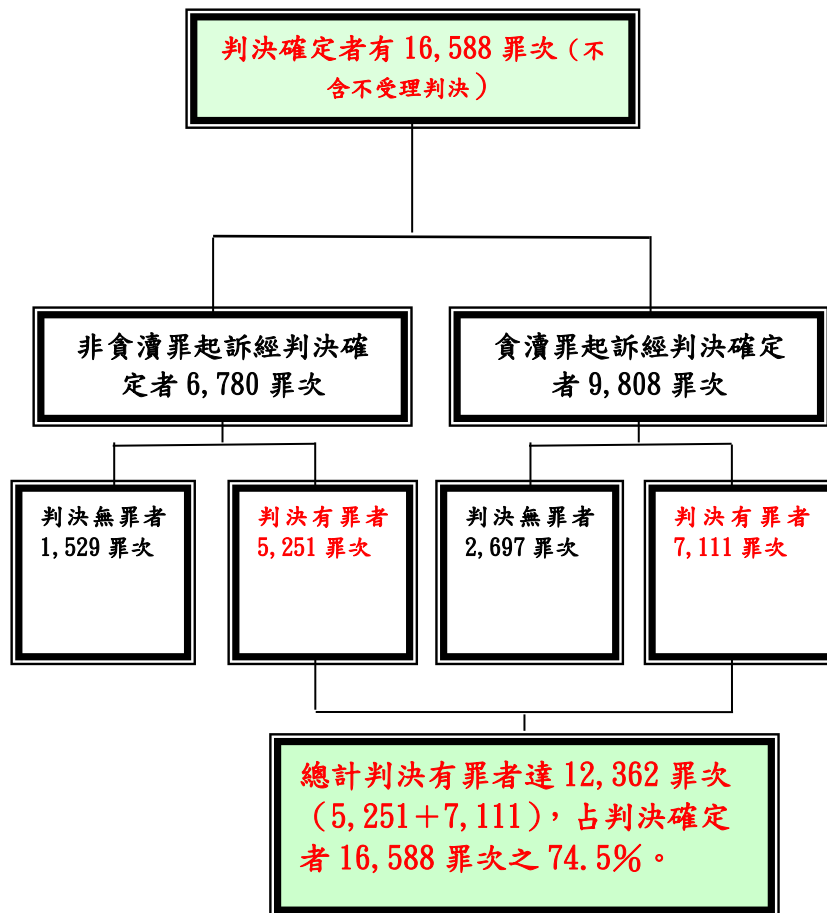 判決確定者有 16,588 罪次（不
含不受理判決）
非貪瀆罪起訴經判決確
定者 6,780 罪次
貪瀆罪起訴經判決確定
者 9,808 罪次
判決無罪者
1,529 罪次
判決有罪者
5,251 罪次
判決無罪者
2,697 罪次
判決有罪者
7,111 罪次
總計判決有罪者達 12,362 罪次
（5,251＋7,111），占判決確定
者 16,588 罪次之 74.5％。